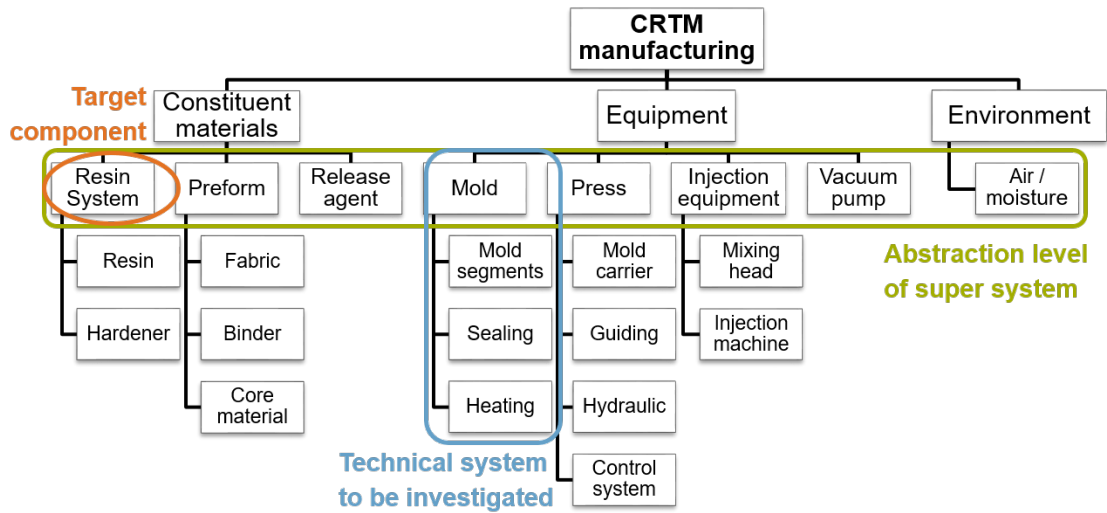 CRTM
manufacturing
Target
component
Constituent
materials
Equipment
Environment
Resin
System
Preform
Release
agent
Mold
Press
Injection
equipment
Vacuum
pump
Air /
moisture
Resin
Fabric
Mold
segments
Mold
carrier
Mixing
head
Abstraction level
of super system
Hardener
Binder
Sealing
Guiding
Injection
machine
Core
material
Heating
Hydraulic
Technical system
to be investigated
Control
system